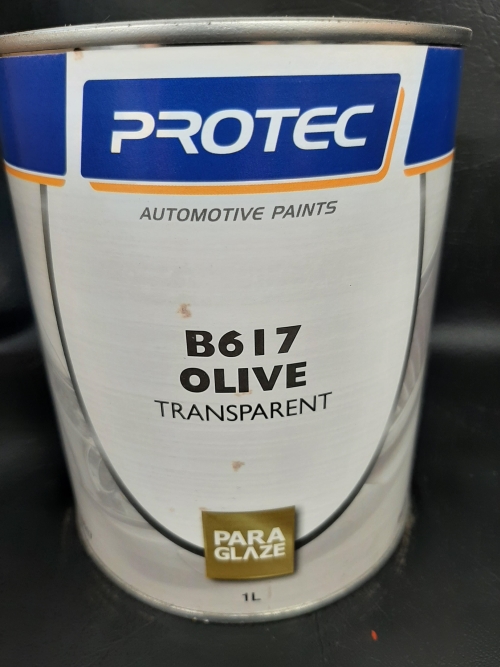 PROTEC
AUTOMOTIVE PAINTS
B617
OLIVE
TRANSPARENT
PARA
GLAZE
1L